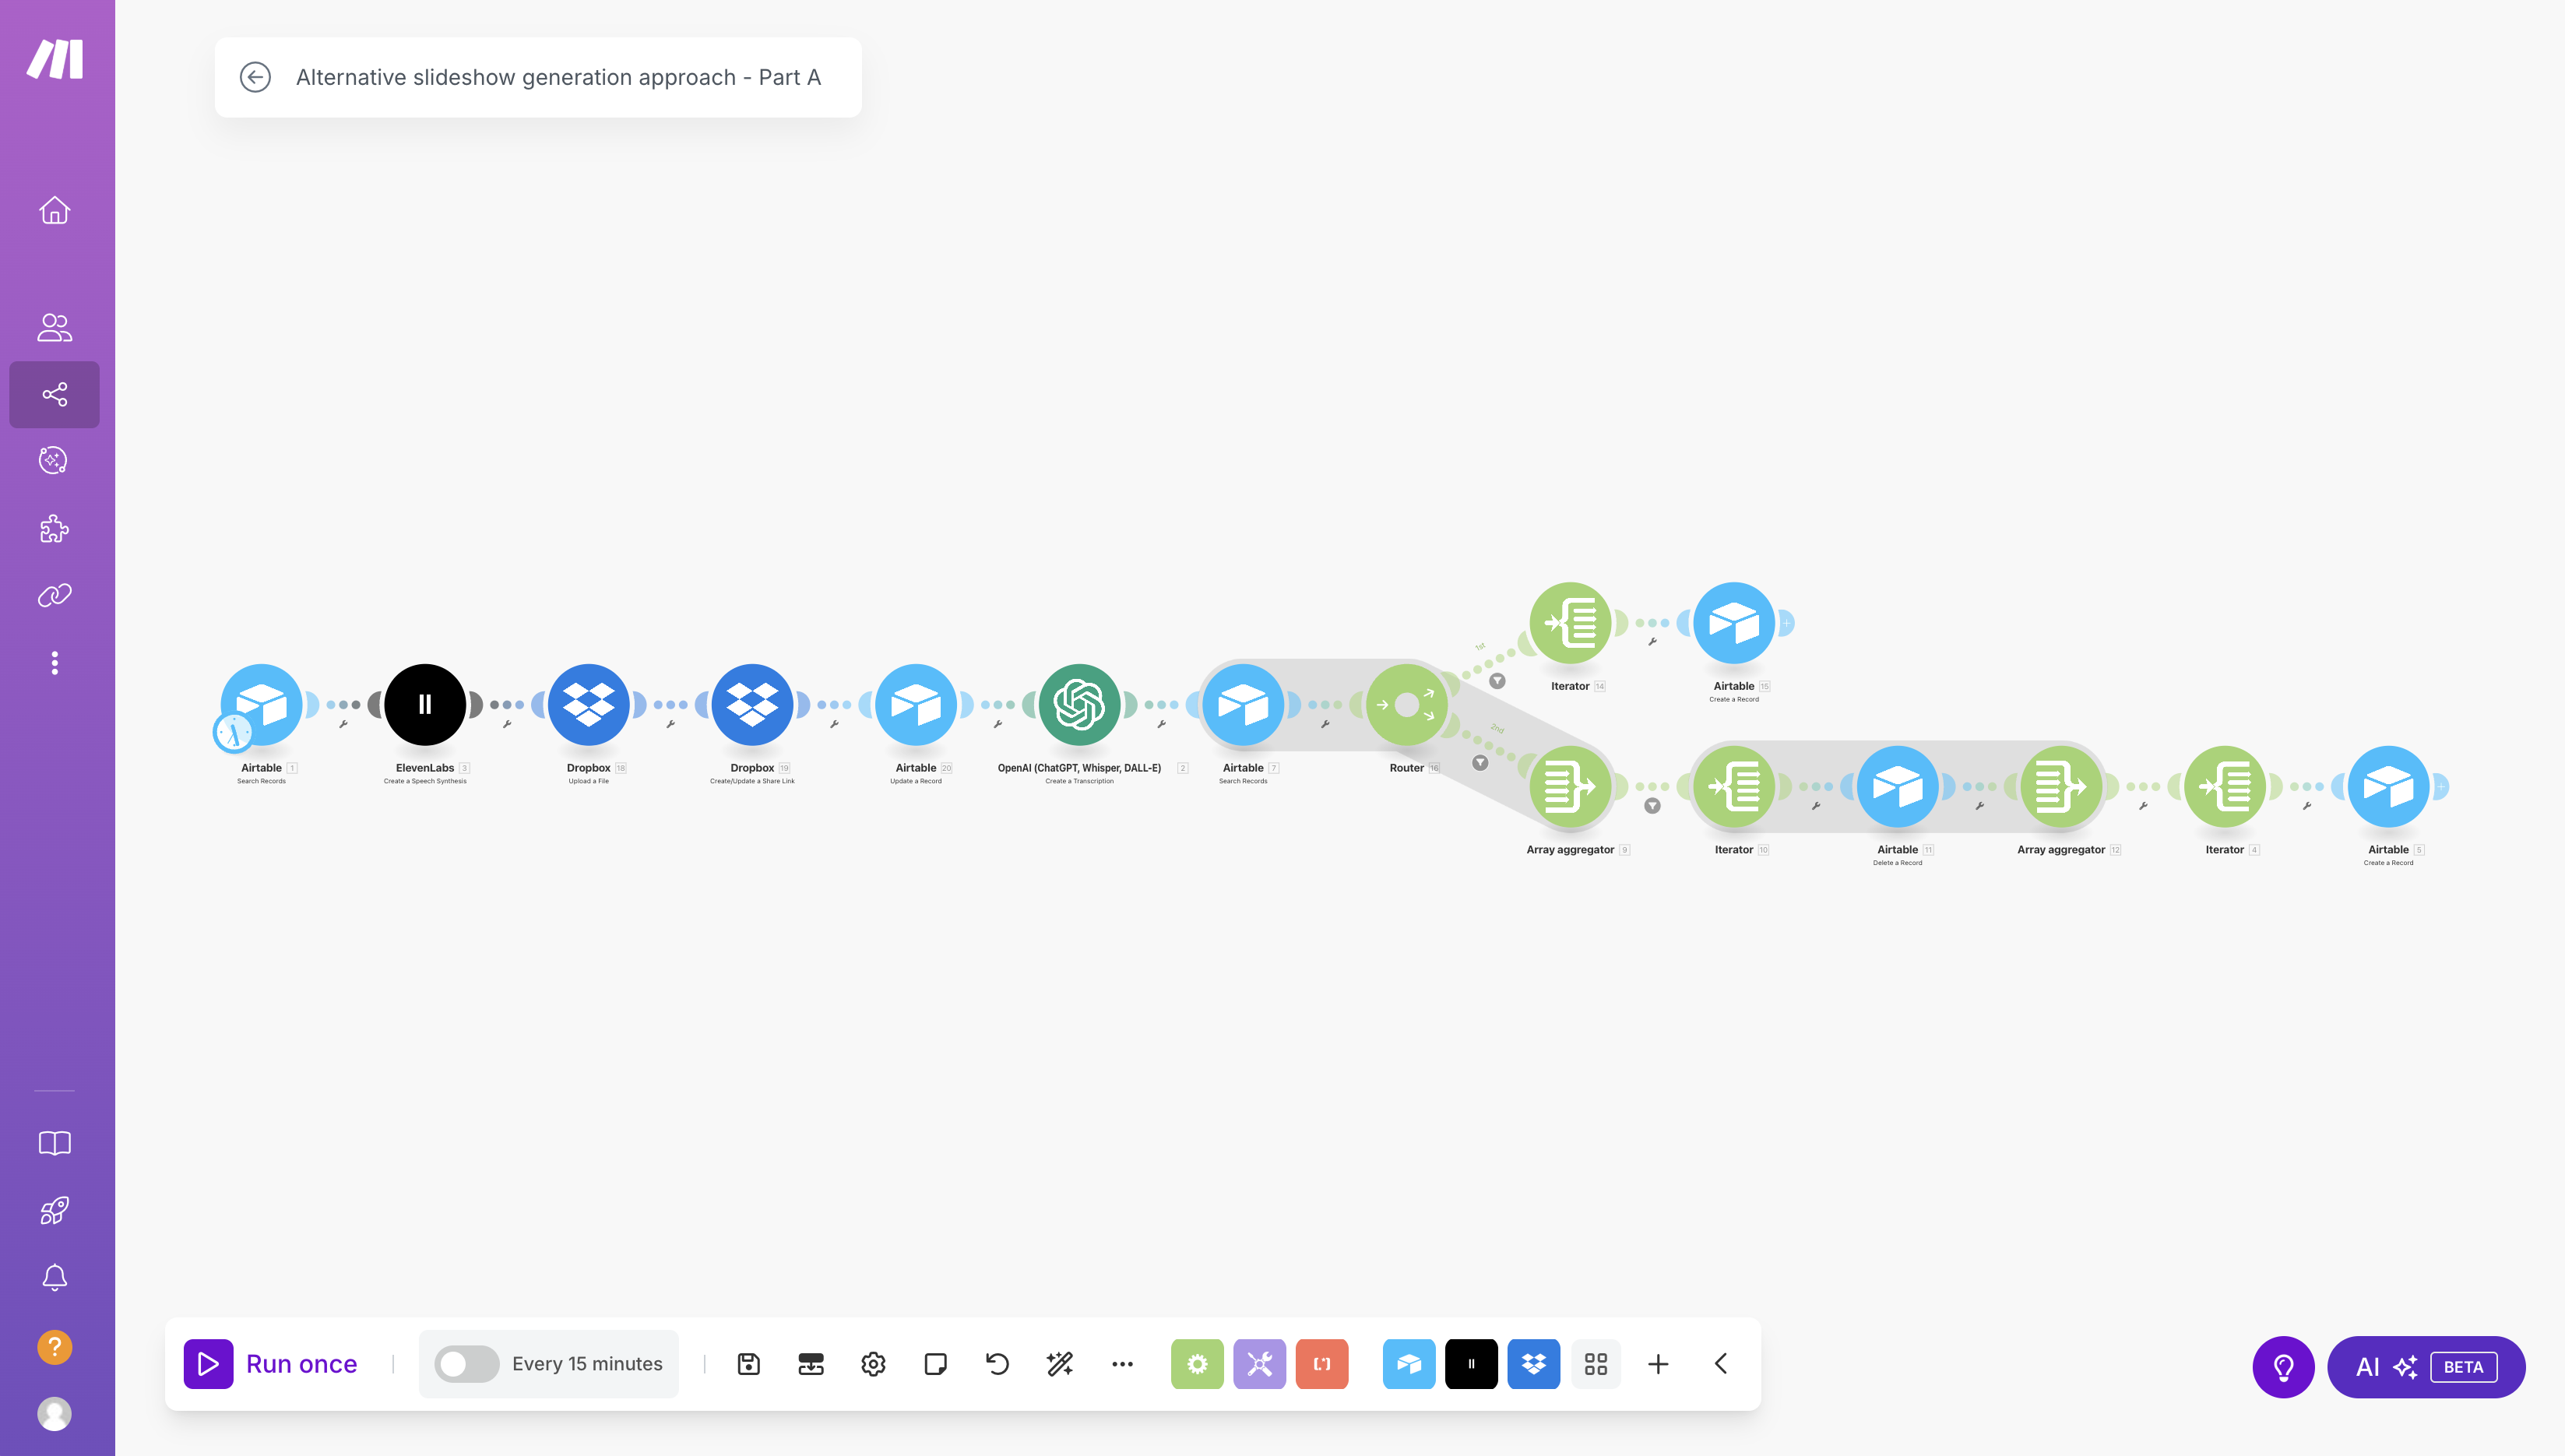 Alternative slideshow generation approach - Part A
1st
Iterator 14
Airtable 15
Create a Record
2nd
Airtable 1
Search Records
ElevenLabs 3
Create a Speech Synthesis
Dropbox 18
Upload a File
Dropbox 19
Create/Update a Share Link
Airtable 20
Update a Record
OpenAI (ChatGPT, Whisper, DALL-E) 2
Create a Transcription
Airtable 7
Search Records
Router 16
Array aggregator 9
Iterator 10
Airtable 11
Delete a Record
Array aggregator 12
Iterator 4
Airtable 5
Create a Record
Run once
Every 15 minutes
AI BETA